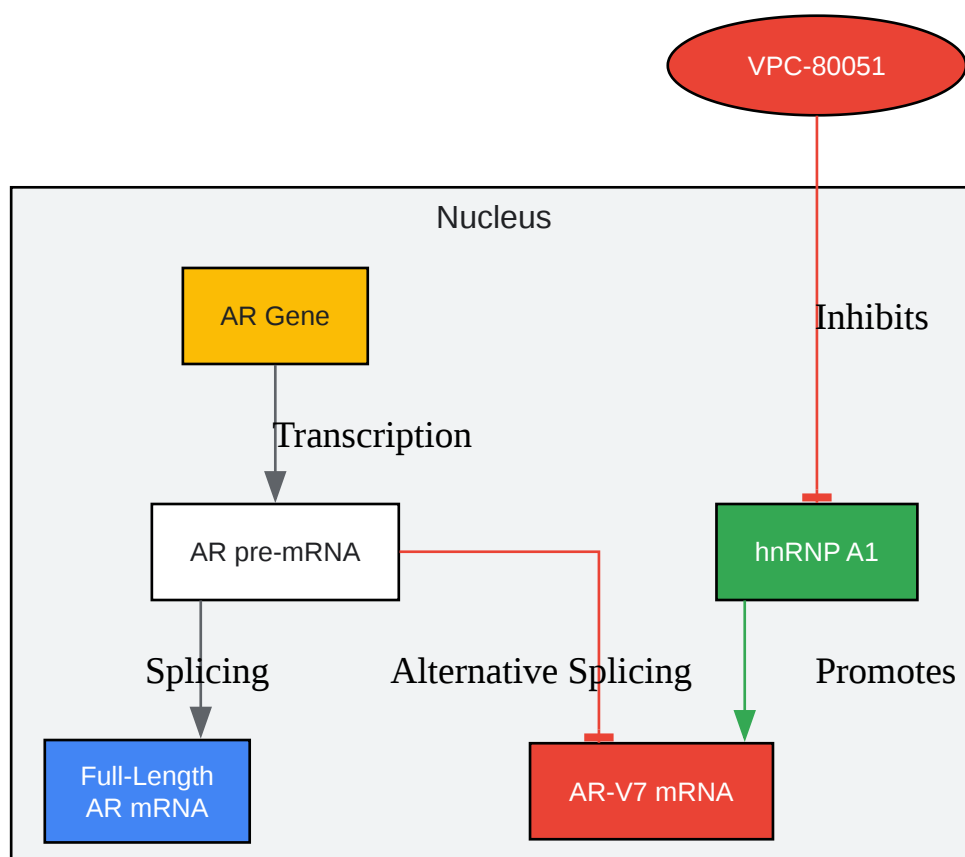 VPC-80051
Nucleus
AR Gene
Inhibits
Transcription
AR pre-mRNA
hnRNP A1
Splicing
Alternative Splicing
Promotes
Full-Length
AR mRNA
AR-V7 mRNA